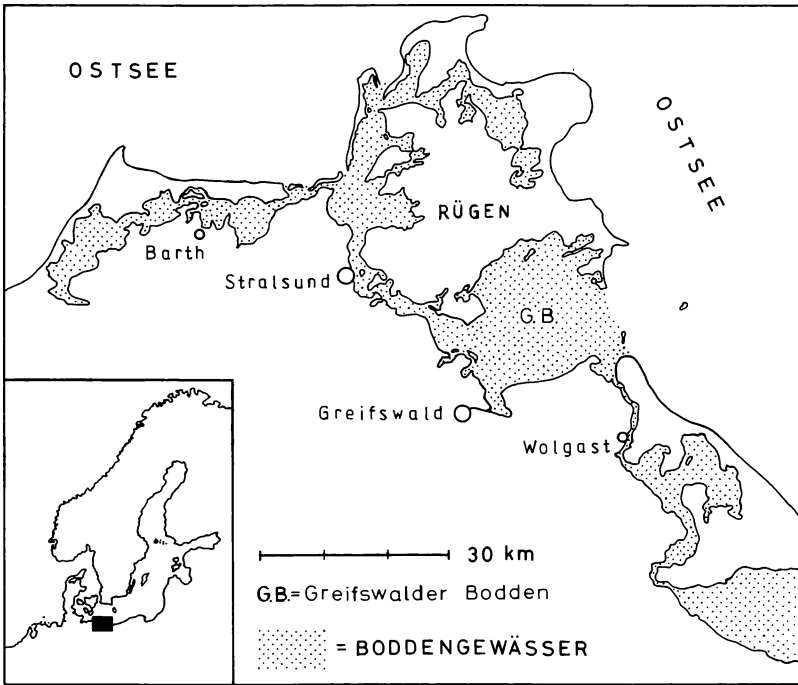 OSTSEE
OSTSEE
RÜGEN
Barth
Stralsund
G.B.
Greifswald
Wolgast
30 km
G.B.=Greifswalder Bodden
= BODDENGEWÄSSER